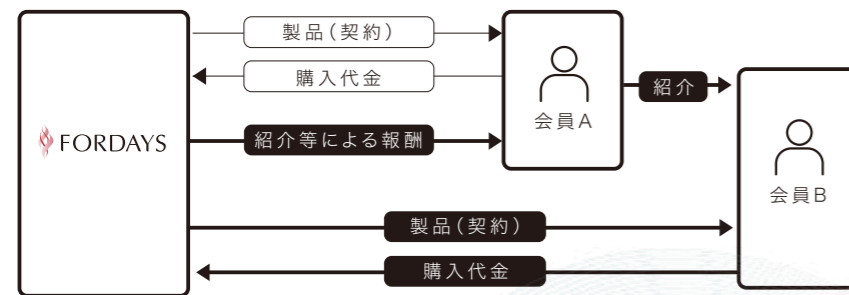 製品（契約）
購入代金
FORDAYS
紹介等による報酬
会員A
紹介
会員B
製品（契約）
購入代金